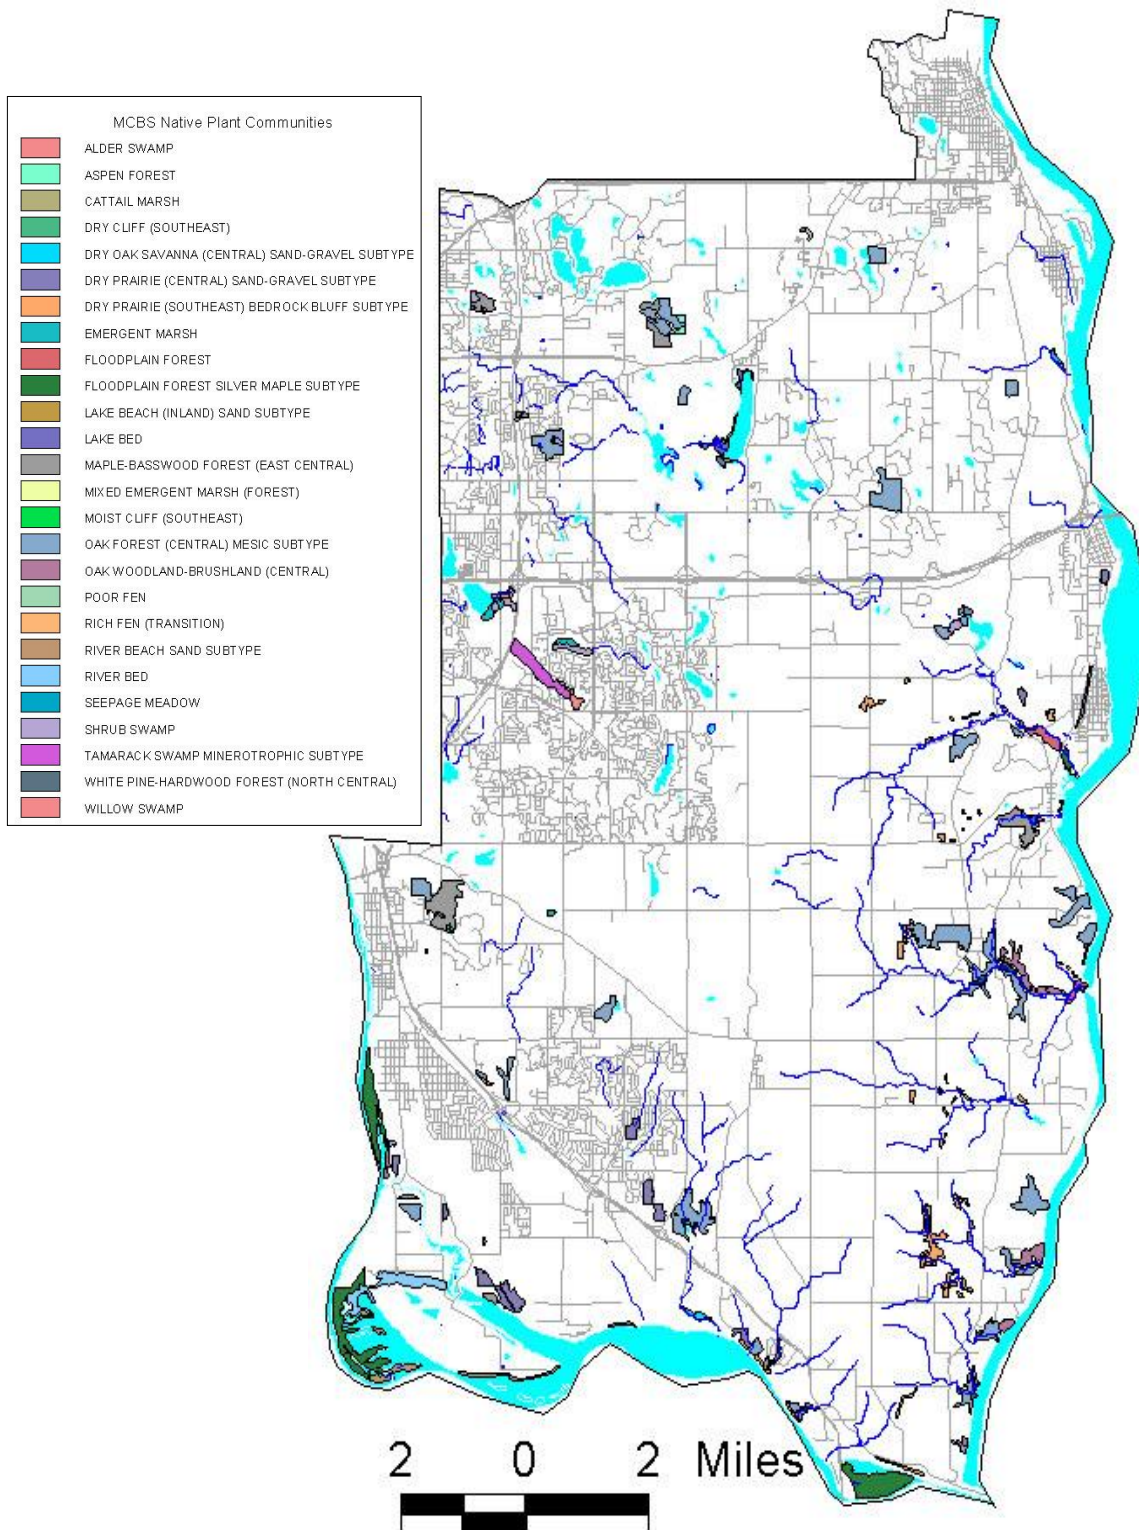 MCBS Native Plant Communities
ALDER SWAMP
ASPEN FOREST
CATTAIL MARSH
DRY CLIFF (SOUTHEAST)
DRY OAK SAVANNA (CENTRAL) SAND-GRAVEL SUBTYPE
DRY PRAIRIE (CENTRAL) SAND-GRAVEL SUBTYPE
DRY PRAIRIE (SOUTHEAST) BEDROCK BLUFF SUBTYPE
EMERGENT MARSH
FLOODPLAIN FOREST
FLOODPLAIN FOREST SILVER MAPLE SUBTYPE
LAKE BEACH (INLAND) SAND SUBTYPE
LAKE BED
MAPLE-BASSWOOD FOREST (EAST CENTRAL)
MIXED EMERGENT MARSH (FOREST)
MOIST CLIFF (SOUTHEAST)
OAK FOREST (CENTRAL) MESIC SUBTYPE
OAK WOODLAND-BRUSHLAND (CENTRAL)
POOR FEN
RICH FEN (TRANSITION)
RIVER BEACH SAND SUBTYPE
RIVER BED
SEEPAGE MEADOW
SHRUB SWAMP
TAMARACK SWAMP MINEROTROPHIC SUBTYPE
WHITE PINE-HARDWOOD FOREST (NORTH CENTRAL)
WILLOW SWAMP
2 0 2 Miles